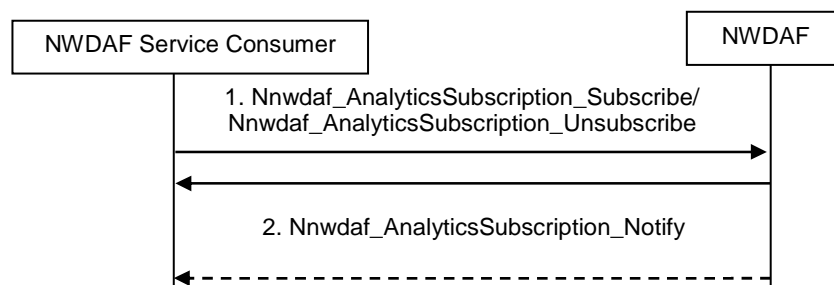 NWDAF Service Consumer
NWDAF
1. Nnwdaf_AnalyticsSubscription_Subscribe/
Nnwdaf_AnalyticsSubscription_Unsubscribe
2. Nnwdaf_AnalyticsSubscription_Notify